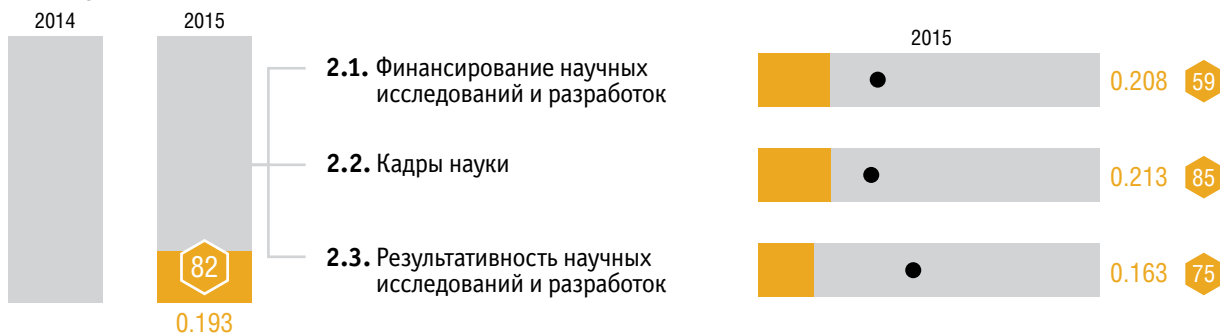 2014
2015
82
0.193
2.1. Финансирование научных
исследований и разработок
2.2. Кадры науки
2.3. Результативность научных
исследований и разработок
2015
0.208 59
0.213 85
0.163 75